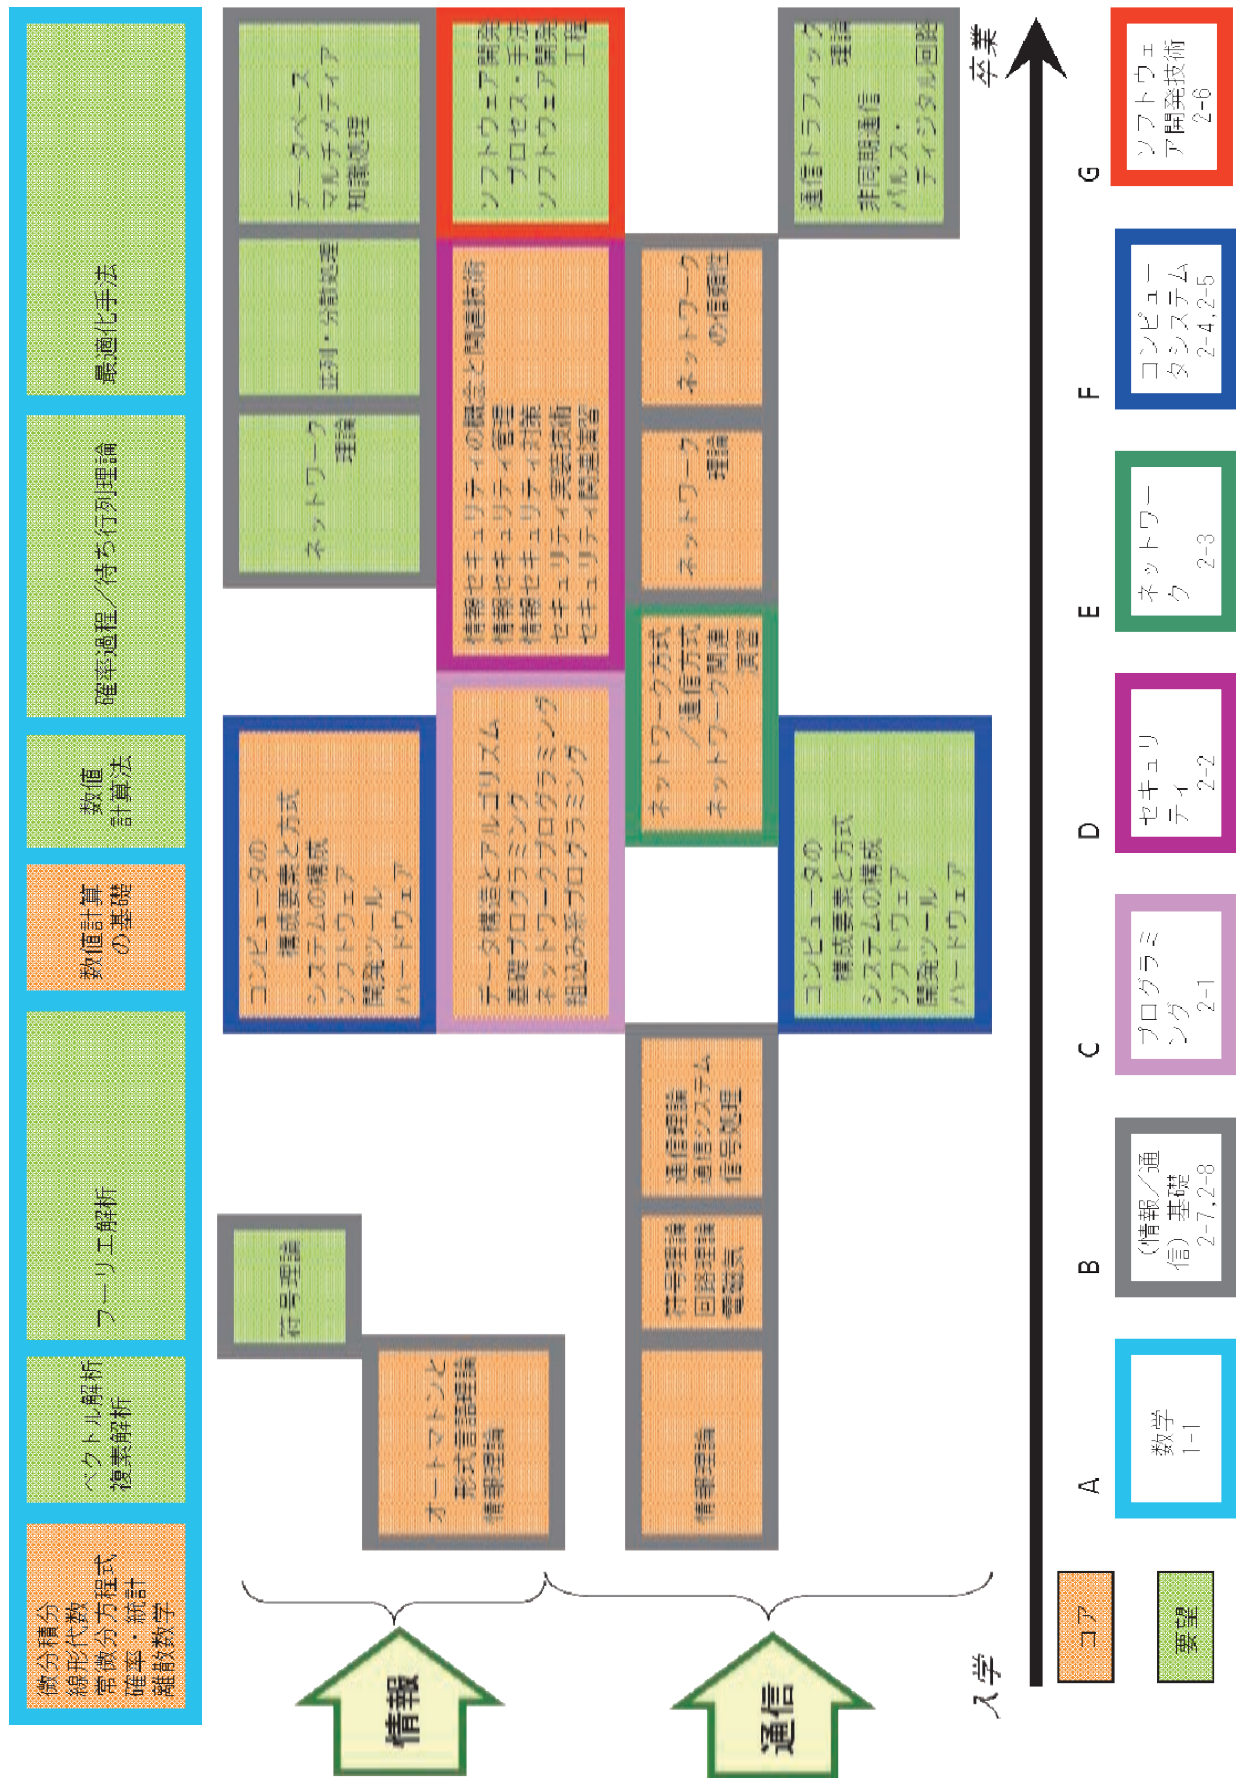 微分積分
線形代数
常微分方程式
確率・統計
離散数学
ベクトル解析
複素解析
フーリエ解析
数値計算
の基礎
数値
計算法
確率過程／待ち行列理論
最適化手法
情報
符号理論
オートマトンと
形式言語理論
情報理論
コンピュータの
構成要素と方式
システムの構成
ソフトウェア
開発ツール
ハードウェア
ネットワーク
理論
並列・分散処理
データベース
マルチメディア
知識処理
データ構造とアルゴリズム
基礎プログラミング
ネットワークプログラミング
組込み系プログラミング
情報セキュリティの概念と関連技術
情報セキュリティ管理
情報セキュリティ対策
セキュリティ実装技術
セキュリティ関連演習
ソフトウェア開発
プロセス・手法
ソフトウェア開発
工程
通信
情報理論
符号理論
回路理論
電磁気
通信理論
通信システム
信号処理
ネットワーク方式
／通信方式
ネットワーク関連
演習
ネットワーク
理論
ネットワーク
の信頼性
コンピュータの
構成要素と方式
システムの構成
ソフトウェア
開発ツール
ハードウェア
通信トラフィック
理論
非同期通信
パルス・
ディジタル回路
入学
卒業
コア
要望
A
数学
1-1
B
（情報／通
信）基礎
2-7,2-8
C
プログラミ
ング
2-1
D
セキュリ
ティ
2-2
E
ネットワー
ク
2-3
F
コンピュー
タシステム
2-4,2-5
G
ソフトウェ
ア開発技術
2-6